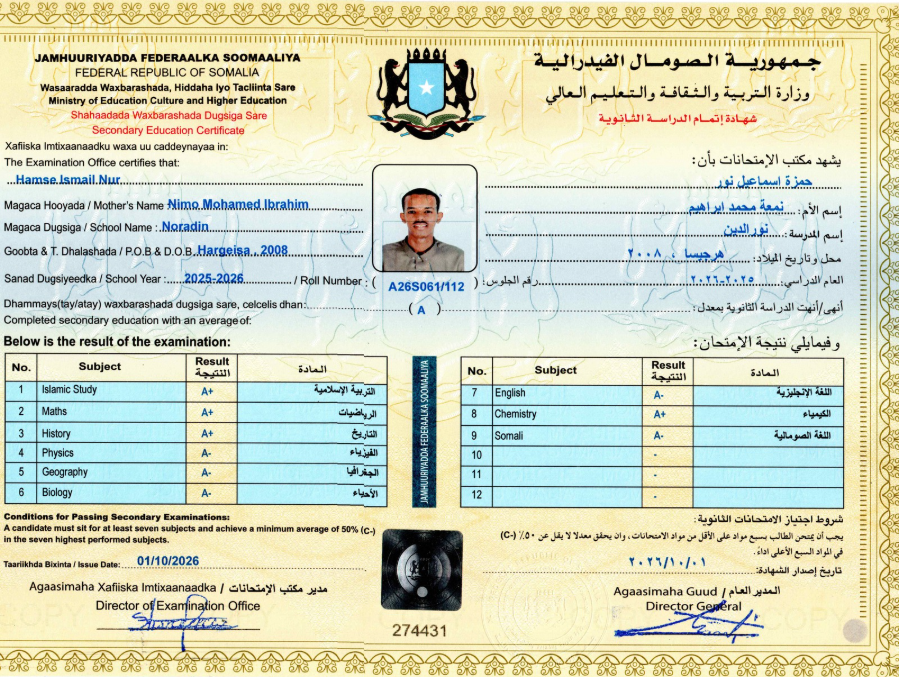 JAMHUURIYADDA FEDERAALKA SOOMAALIYA
FEDERAL REPUBLIC OF SOMALIA
Wasaaradda Waxbarashada, Hiddaha Iyo Tacliinta Sare
Ministry of Education Culture and Higher Education
Shahaadada Waxbarashada Dugsiga Sare
Secondary Education Certificate
جمهورية الصومال الفيدرالية
وزارة التربية والثقافة والتعليم العالي
شهادة إتمام الدراسة الثانوية
Xafiiska Imtixaanaadku waxa uu caddeynayaa in:
The Examination Office certifies that:
Hamse Ismail Nur
Magaca Hooyada / Mother's Name : Nimo Mohamed Ibrahim
Magaca Dugsiga / School Name : Noradin
Goobta & T. Dhalashada / P.O.B & D.O.B. Hargeisa , 2008
Sanad Dugsiyeedka / School Year : 2025-2026 / Roll Number : ( A26S061/112 ) رقم الجلوس:
Dhammays(tay/atay) waxbarashada dugsiga sare, celcelis dhan: ( A )
Completed secondary education with an average of:
يشهد مكتب الإمتحانات بأن:
حمزة اسماعيل نور
إسم الأم: نمعة محمد ابراهيم
إسم المدرسة: نورالدين
محل وتاريخ الميلاد: هرجيسا ، ٢٠٠٨
العام الدراسي: ٢٠٢٥-٢٠٢٦
أنهى/أنهت الدراسة الثانوية بمعدل:
Below is the result of the examination:
وفيمايلي نتيجة الإمتحان:
No. Subject Result النتيجة المادة
1 Islamic Study A+ التربية الإسلامية
2 Maths A+ الرياضيات
3 History A+ التاريخ
4 Physics A- الفيزياء
5 Geography A- الجغرافيا
6 Biology A- الأحياء
JAMHUURIYADDA FEDERAALKA SOOMAALIYA
No. Subject Result النتيجة المادة
7 English A- اللغة الإنجليزية
8 Chemistry A+ الكيمياء
9 Somali A- اللغة الصومالية
10 -
11 -
12 -
Conditions for Passing Secondary Examinations:
A candidate must sit for at least seven subjects and achieve a minimum average of 50% (C-)
in the seven highest performed subjects.
شروط اجتياز الامتحانات الثانوية:
يجب أن يمتحن الطالب بسبع مواد على الأقل من مواد الامتحانات، وان يحقق معدلا لا يقل عن ٥٠٪ (C-)
في المواد السبع الأعلى اداءً.
Taariikhda Bixinta / Issue Date: 01/10/2026
تاريخ إصدار الشهادة: ٢٠٢٦/١٠/٠١
Agaasimaha Xafiiska Imtixaanaadka / مدير مكتب الإمتحانات
Director of Examination Office
Agaasimaha Guud / المدير العام
Director General
274431
COPY